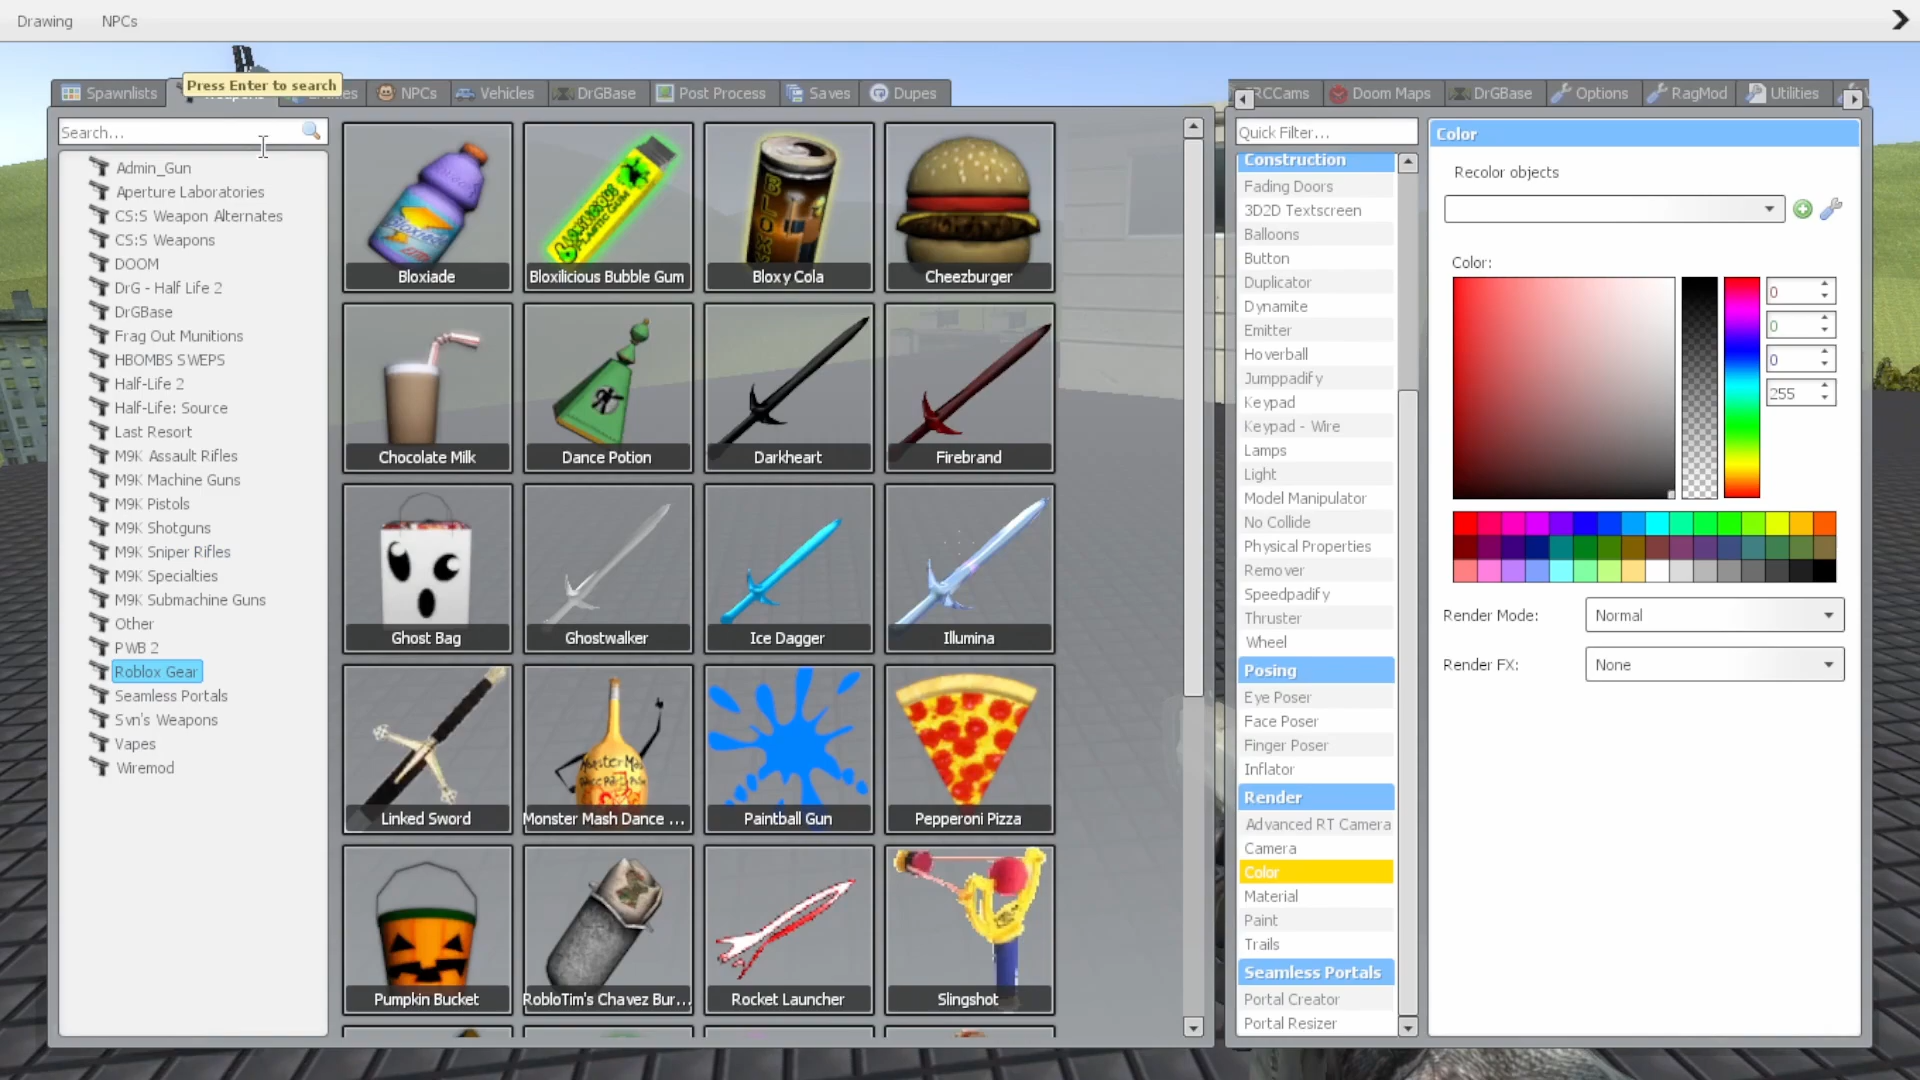 Drawing NPCs
Press Enter to search
Spawnlists
NPCs
Vehicles
DrGBase
Post Process
Saves
Dupes
Search...
Admin_Gun
Aperture Laboratories
CS:S Weapon Alternates
CS:S Weapons
DOOM
DrG - Half Life 2
DrGBase
Frag Out Munitions
HBOMBS SWEPS
Half-Life 2
Half-Life: Source
Last Resort
M9K Assault Rifles
M9K Machine Guns
M9K Pistols
M9K Shotguns
M9K Sniper Rifles
M9K Specialties
M9K Submachine Guns
Other
PWB 2
Roblox Gear
Seamless Portals
Svn's Weapons
Vapes
Wiremod
Bloxiade
Bloxilicious Bubble Gum
Bloxy Cola
Cheezburger
Chocolate Milk
Dance Potion
Darkheart
Firebrand
Ghost Bag
Ghostwalker
Ice Dagger
Illumina
Linked Sword
Monster Mash Dance ...
Paintball Gun
Pepperoni Pizza
Pumpkin Bucket
RobloTim's Chavez Bur...
Rocket Launcher
Slingshot
RCCams
Doom Maps
DrGBase
Options
RagMod
Utilities
Quick Filter...
Construction
Fading Doors
3D2D Textscreen
Balloons
Button
Duplicator
Dynamite
Emitter
Hoverball
Jumppadify
Keypad
Keypad - Wire
Lamps
Light
Model Manipulator
No Collide
Physical Properties
Remover
Speedpadify
Thruster
Wheel
Posing
Eye Poser
Face Poser
Finger Poser
Inflator
Render
Advanced RT Camera
Camera
Color
Material
Paint
Trails
Seamless Portals
Portal Creator
Portal Resizer
Color
Recolor objects
Color:
0
0
0
255
Render Mode: Normal
Render FX: None